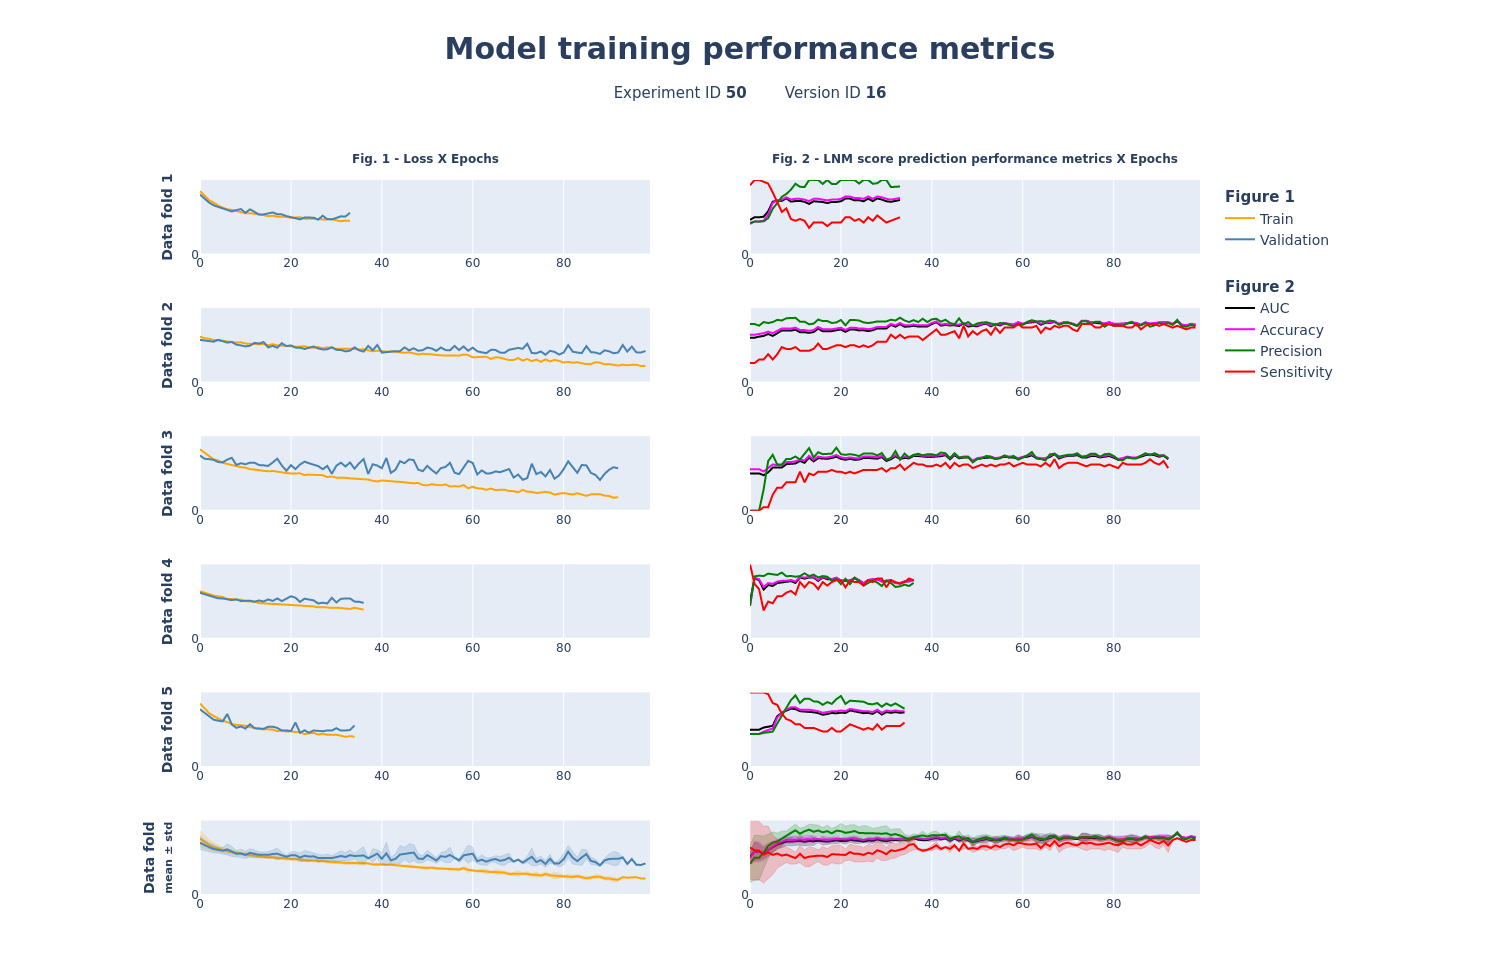 Model training performance metrics
Experiment ID 50 Version ID 16
Fig. 1 - Loss X Epochs
Fig. 2 - LNM score prediction performance metrics X Epochs
Data fold 1
0
0 20 40 60 80
0
0 20 40 60 80
Figure 1
Train
Validation
Figure 2
AUC
Accuracy
Precision
Sensitivity
Data fold 2
0
0 20 40 60 80
0
0 20 40 60 80
Data fold 3
0
0 20 40 60 80
0
0 20 40 60 80
Data fold 4
0
0 20 40 60 80
0
0 20 40 60 80
Data fold 5
0
0 20 40 60 80
0
0 20 40 60 80
Data fold
mean ± std
0
0 20 40 60 80
0
0 20 40 60 80